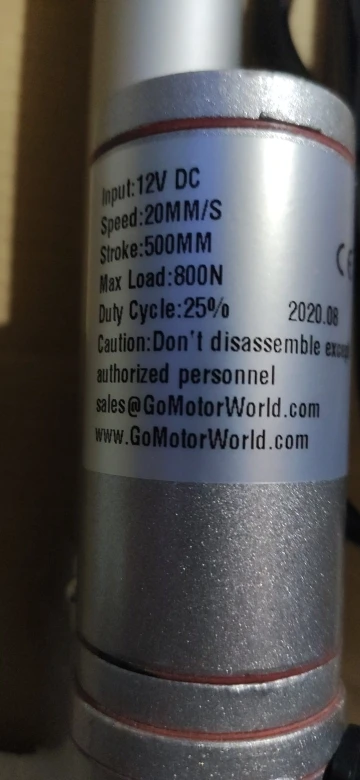 Input:12V DC
Speed:20MM/S
Stroke:500MM
CE
Max Load:800N
Duty Cycle:25% 2020.08
Caution:Don't disassemble
authorized personnel
sales@GoMotorWorld.com
www.GoMotorWorld.com